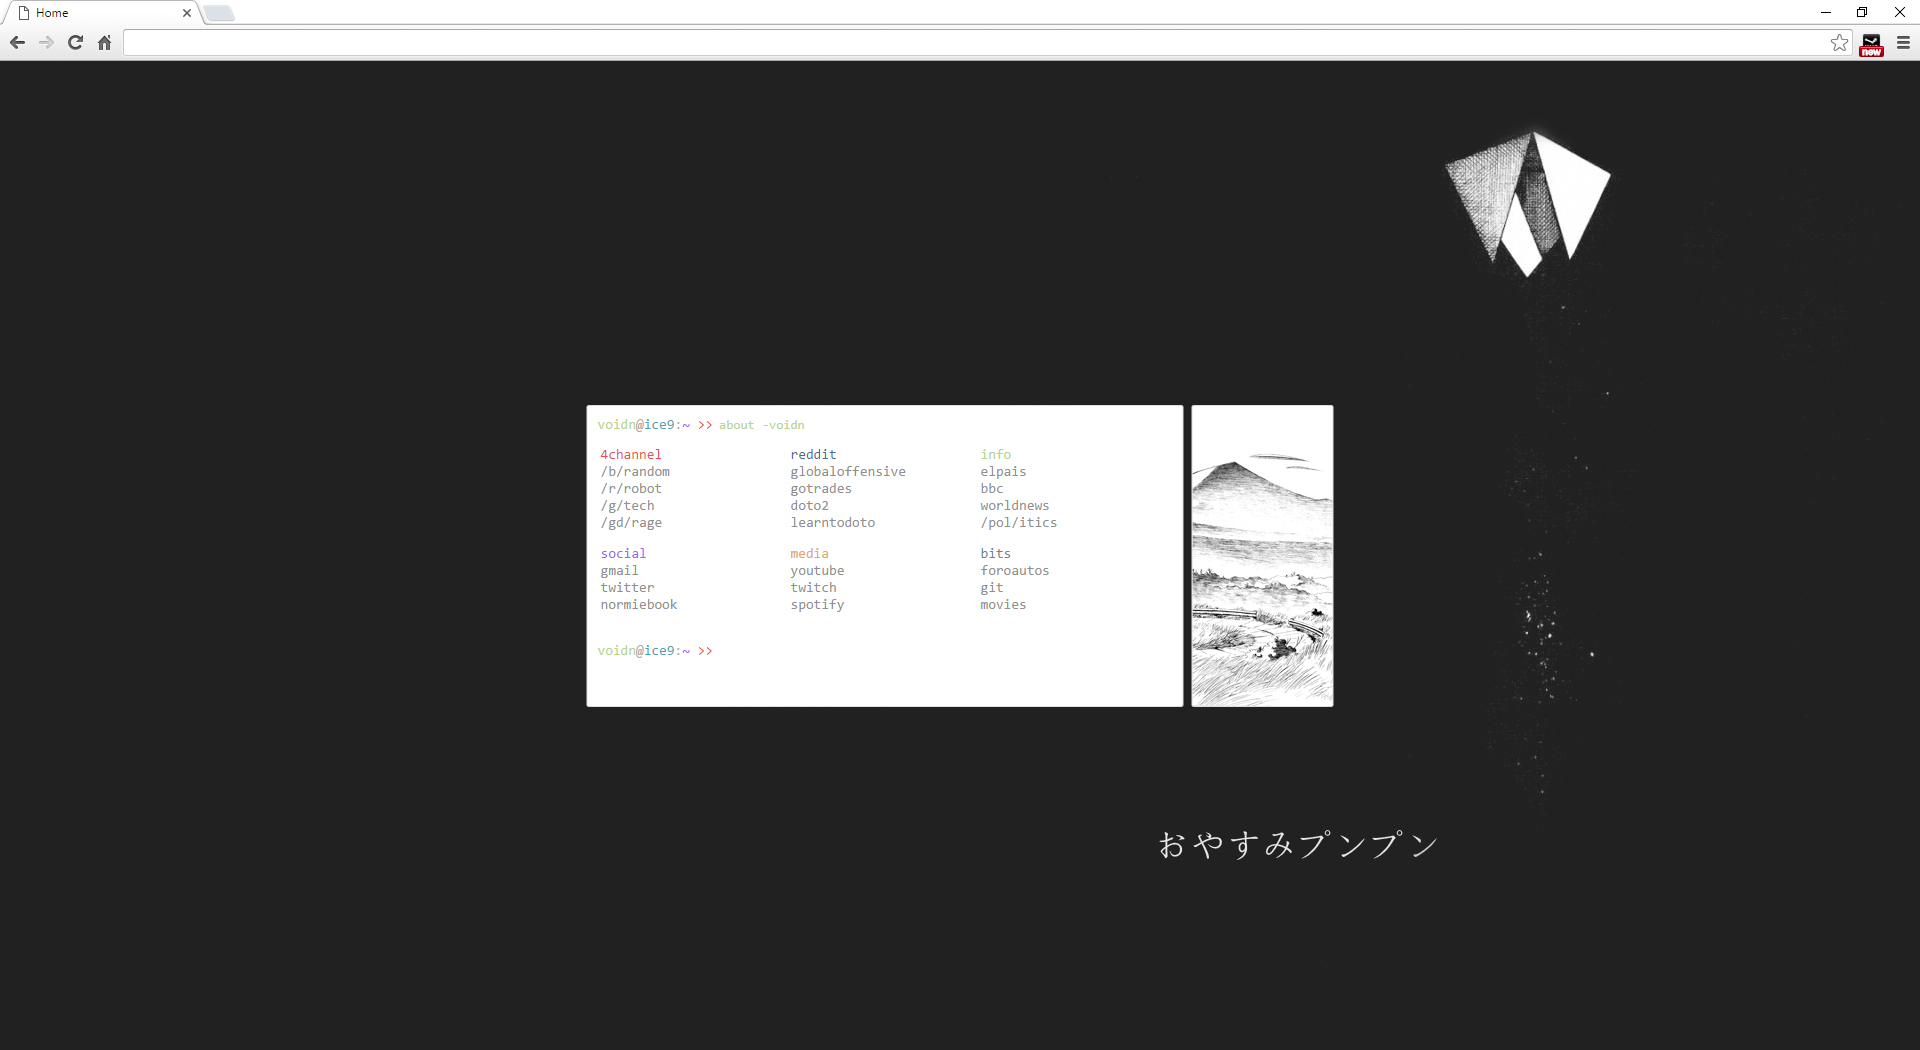 Home
new
voidn@ice9:~ >> about -voidn
4channel
/b/random
/r/robot
/g/tech
/gd/rage
reddit
globaloffensive
gotrades
doto2
learntodoto
info
elpais
bbc
worldnews
/pol/itics
social
gmail
twitter
normiebook
media
youtube
twitch
spotify
bits
foroautos
git
movies
voidn@ice9:~ >>
おやすみプンプン